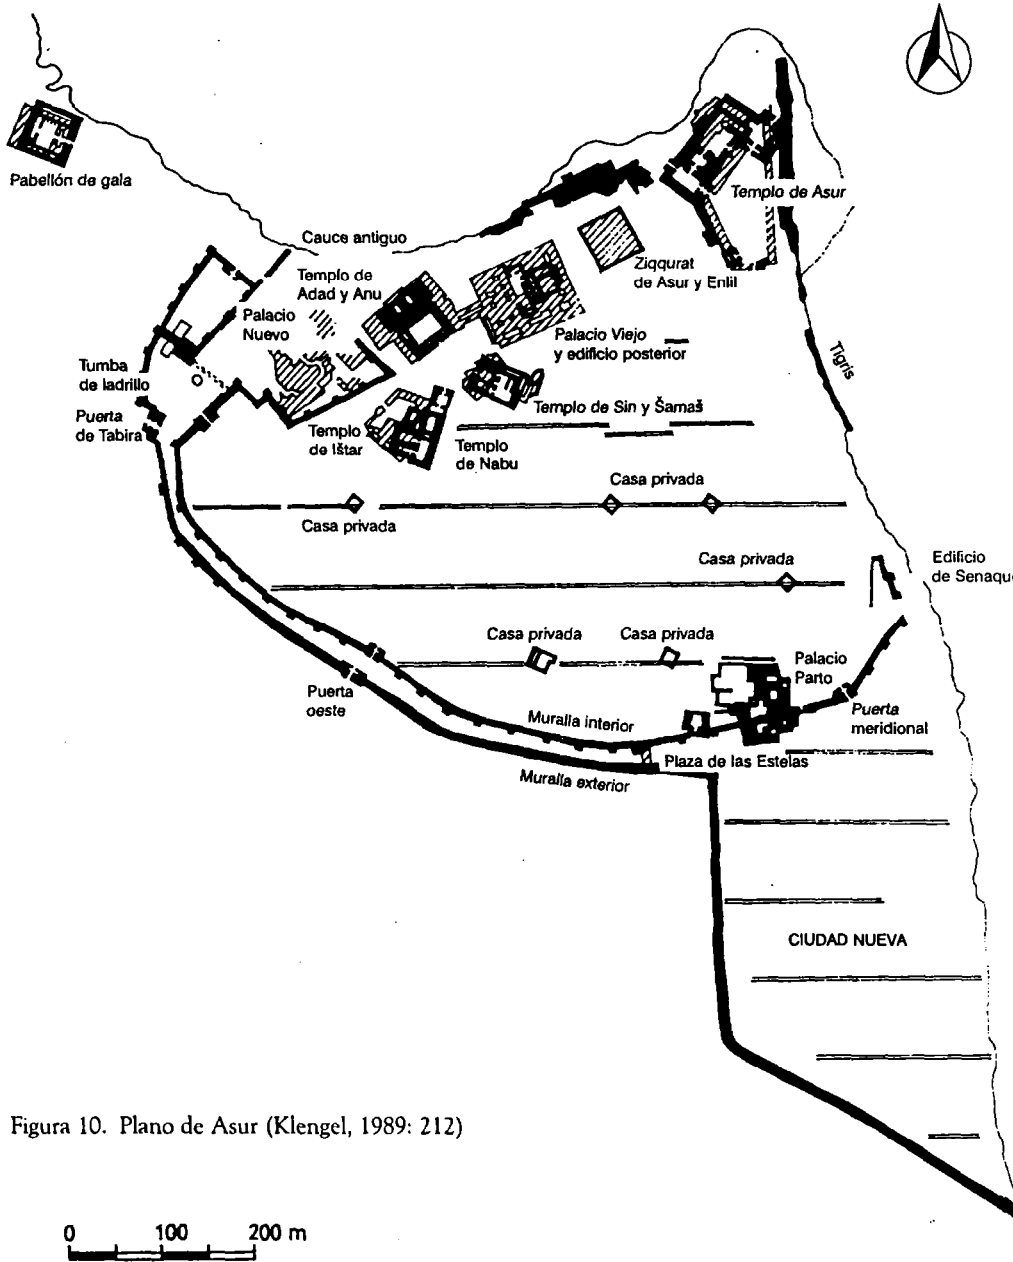 Pabellón de gala
Templo de Asur
Cauce antiguo
Templo de
Adad y Anu
Ziqqurat
de Asur y Enlil
Palacio
Nuevo
Palacio Viejo
y edificio posterior
Tigris
Tumba
de ladrillo
Puerta
de Tabira
Templo
de Ištar
Templo de Sin y Šamaš
Templo
de Nabu
Casa privada
Casa privada
Casa privada
Edificio
de Senaque
Casa privada
Casa privada
Palacio
Parto
Puerta
oeste
Muralla interior
Puerta
meridional
Plaza de las Estelas
Muralla exterior
CIUDAD NUEVA
Figura 10. Plano de Asur (Klengel, 1989: 212)
0 100 200 m